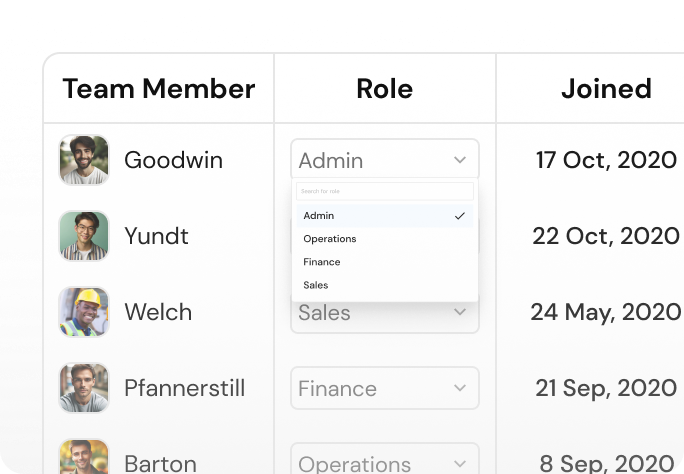 Team Member Role Joined
Goodwin Admin 17 Oct, 2020
Search for role
Admin
Yundt 22 Oct, 2020
Operations
Finance
Sales
Welch Sales 24 May, 2020
Pfannerstill Finance 21 Sep, 2020
Barton Operations 8 Sep, 2020